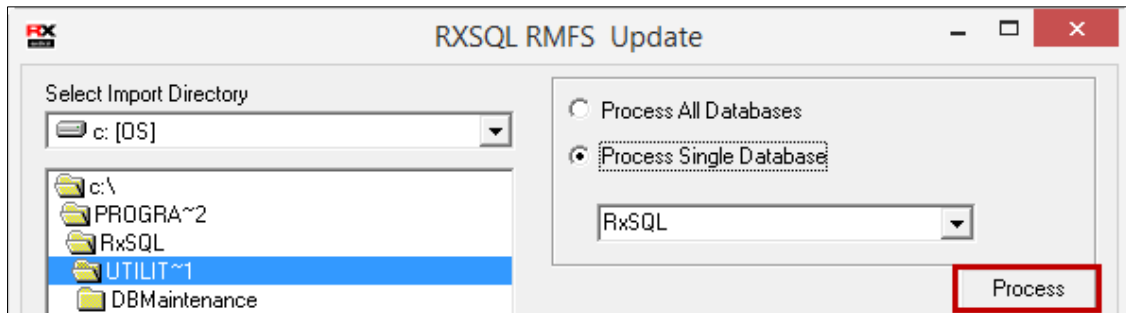 RX
RXSQL RMFS Update
Select Import Directory
c: [OS]
c:\
PROGRA~2
RxSQL
UTILIT~1
DBMaintenance
Process All Databases
Process Single Database
RxSQL
Process